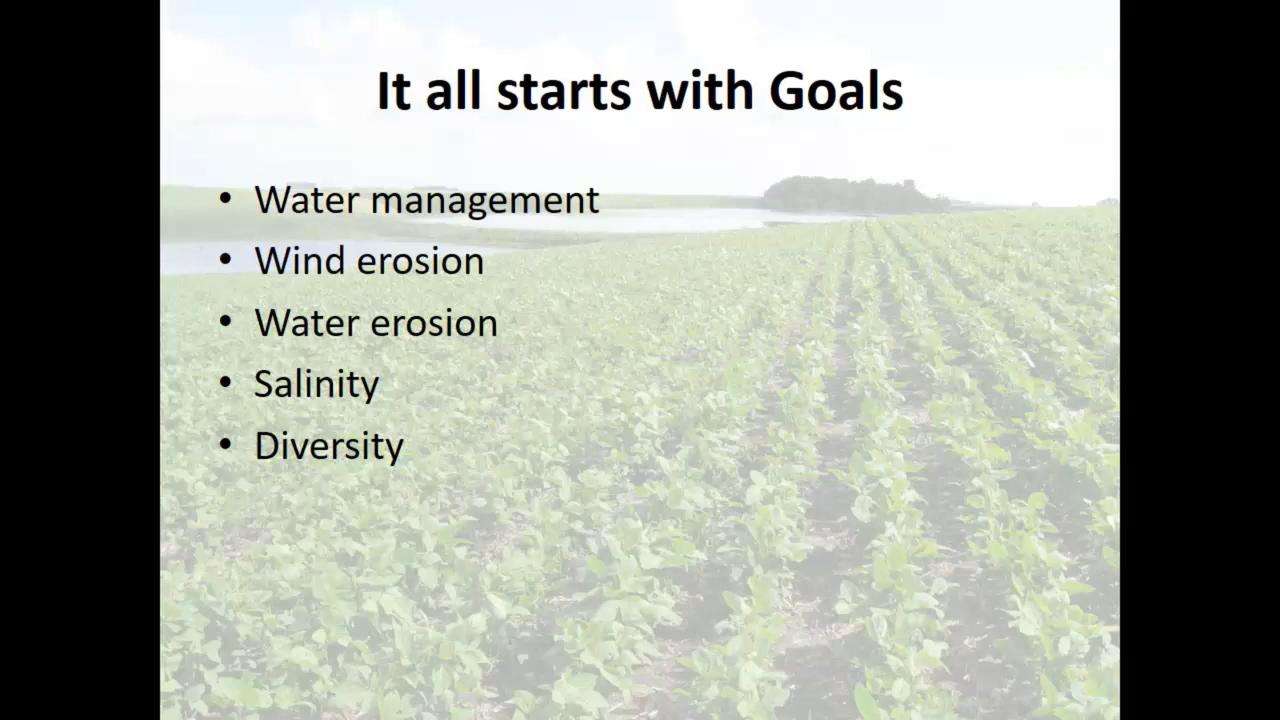 It all starts with Goals
• Water management
• Wind erosion
• Water erosion
• Salinity
• Diversity